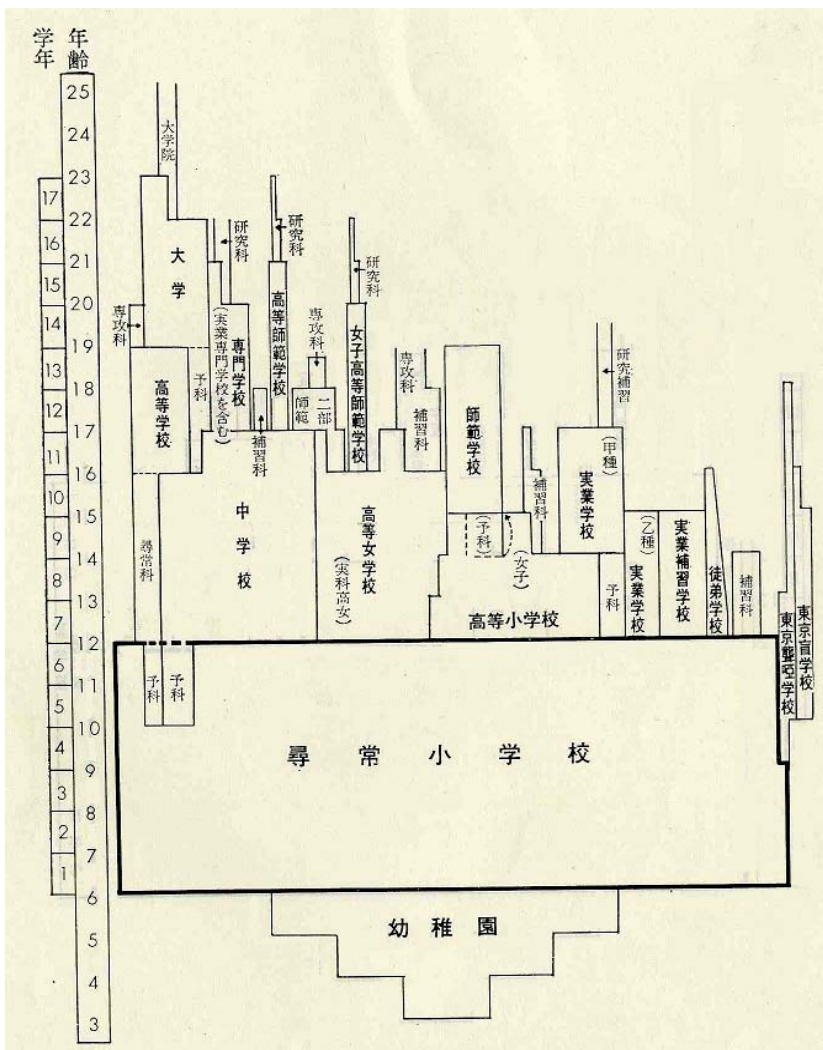 学年
年齢
25
24
23
22
21
20
19
18
17
16
15
14
13
12
11
10
9
8
7
6
5
4
3
17
16
15
14
13
12
11
10
9
8
7
6
5
4
3
2
1
大学院
大学
専攻科
高等学校
予科
尋常科
予科
予科
研究科
(実業専門学校を含む)
専門学校
補習科
研究科
高等師範学校
専攻科
師範二部
研究科
女子高等師範学校
中学校
高等女学校
(実科高女)
専攻科
補習科
師範学校
(予科)
(女子)
補習科
高等小学校
研究補習
(甲種)
実業学校
予科
(乙種)
実業学校
実業補習学校
徒弟学校
補習科
東京聾啞学校
東京盲学校
尋常小学校
幼稚園